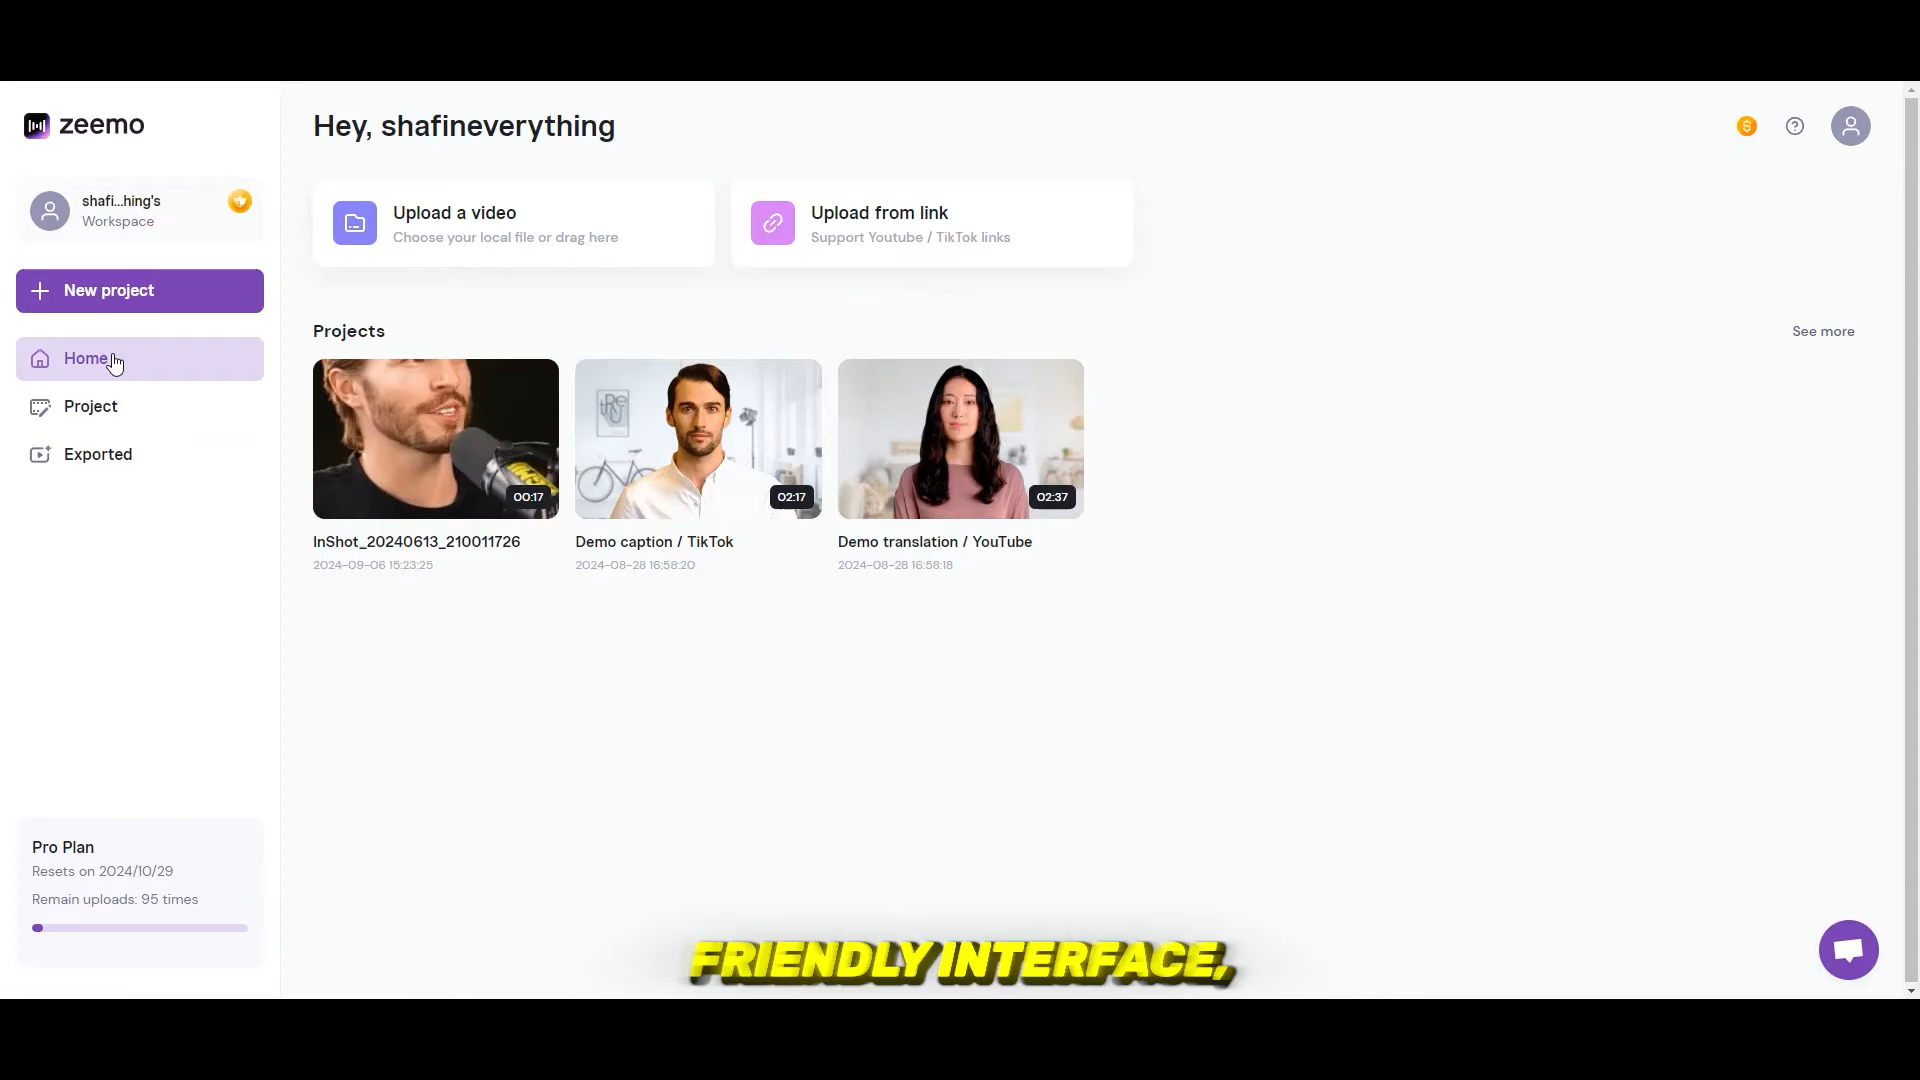 zeemo
shafi...hing's
Workspace
New project
Home
Project
Exported
Pro Plan
Resets on 2024/10/29
Remain uploads: 95 times
Hey, shafineverything
Upload a video
Choose your local file or drag here
Upload from link
Support Youtube / TikTok links
Projects
See more
00:17
02:17
02:37
InShot_20240613_210011726
Demo caption / TikTok
Demo translation / YouTube
2024-09-06 15:23:25
2024-08-28 16:58:20
2024-08-28 16:58:18
FRIENDLY INTERFACE,